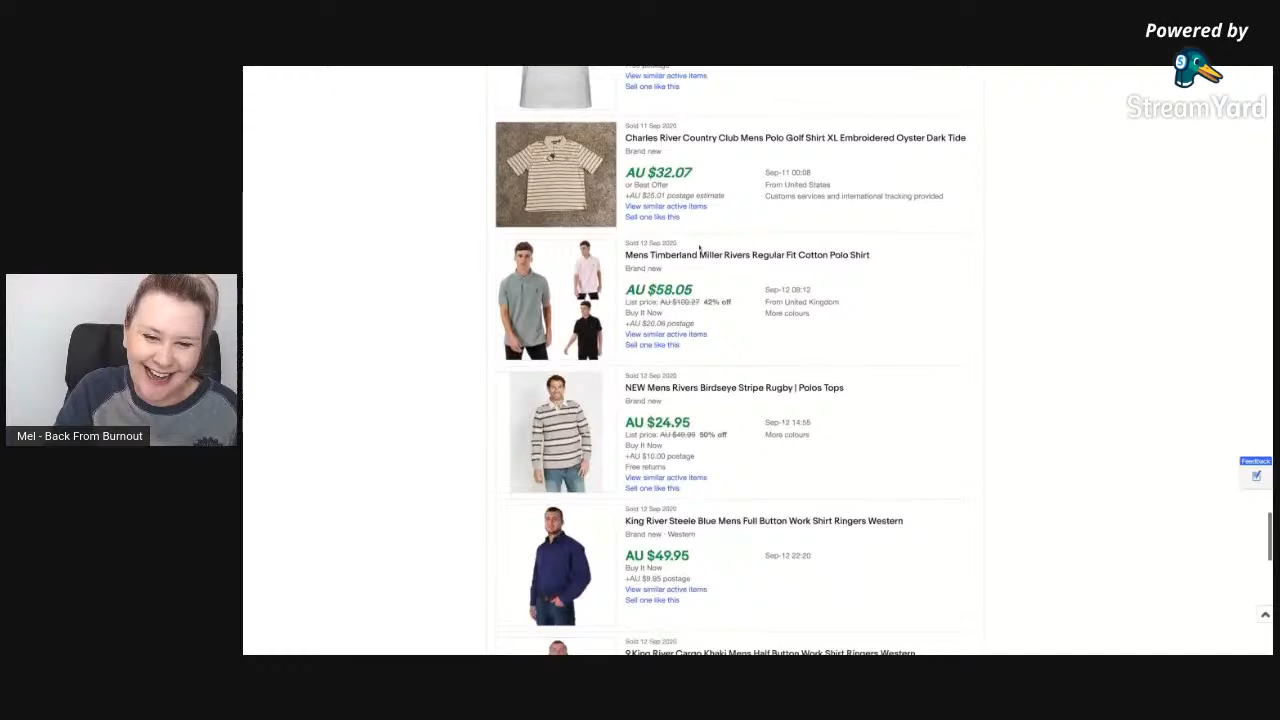 Powered by
StreamYard
View similar active items
Sell one like this
Sold 11 Sep 2020
Charles River Country Club Mens Polo Golf Shirt XL Embroidered Oyster Dark Tide
Brand new
AU $32.07
Sep-11 00:08
or Best Offer
From United States
+AU $25.01 postage estimate
Customs services and international tracking provided
View similar active items
Sell one like this
Sold 12 Sep 2020
Mens Timberland Miller Rivers Regular Fit Cotton Polo Shirt
Brand new
AU $58.05
Sep-12 08:12
List price: AU $100.27 42% off
From United Kingdom
Buy It Now
More colours
+AU $20.06 postage
View similar active items
Sell one like this
Sold 12 Sep 2020
NEW Mens Rivers Birdseye Stripe Rugby | Polos Tops
Brand new
AU $24.95
Sep-12 14:55
List price: AU $49.99 50% off
More colours
Buy It Now
+AU $10.00 postage
Free returns
View similar active items
Sell one like this
Sold 12 Sep 2020
King River Steele Blue Mens Full Button Work Shirt Ringers Western
Brand new · Western
AU $49.95
Sep-12 22:20
Buy It Now
+AU $9.95 postage
View similar active items
Sell one like this
Sold 12 Sep 2020
9King River Cargo Khaki Mens Half Button Work Shirt Ringers Western
Mel - Back From Burnout
Feedback